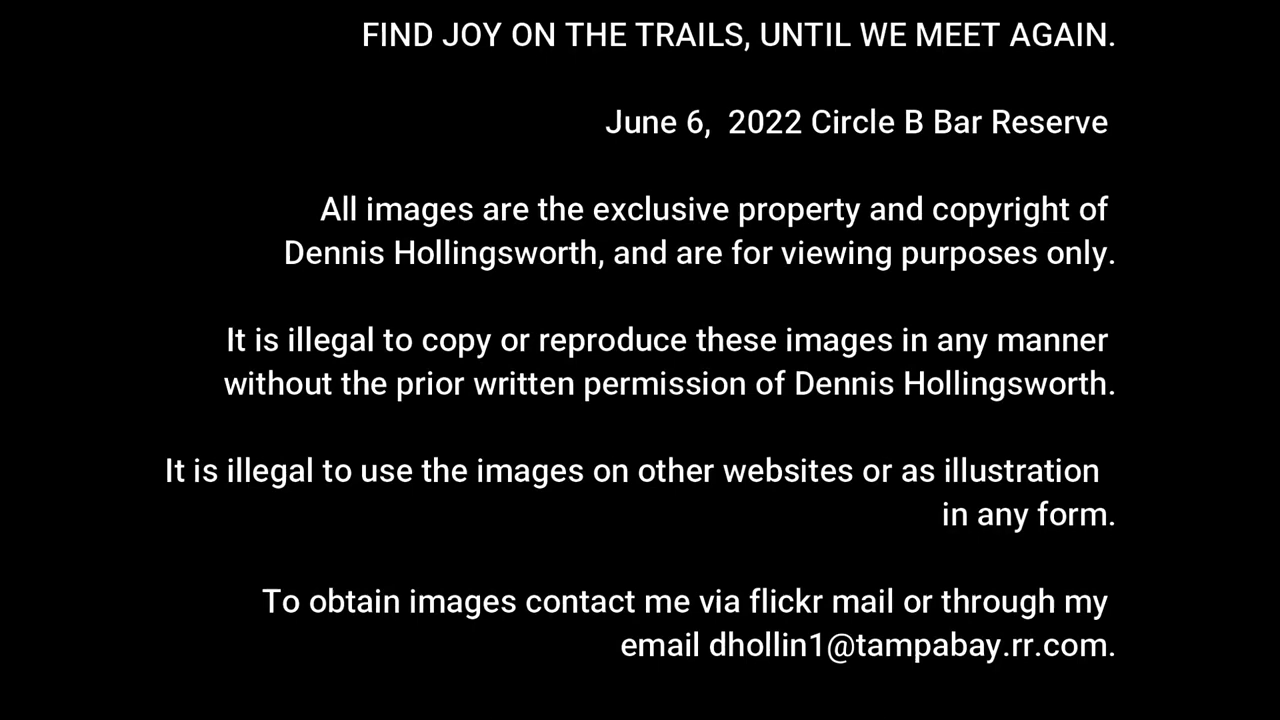 FIND JOY ON THE TRAILS, UNTIL WE MEET AGAIN.
June 6,  2022 Circle B Bar Reserve
All images are the exclusive property and copyright of
Dennis Hollingsworth, and are for viewing purposes only.
It is illegal to copy or reproduce these images in any manner
without the prior written permission of Dennis Hollingsworth.
It is illegal to use the images on other websites or as illustration
in any form.
To obtain images contact me via flickr mail or through my
email dhollin1@tampabay.rr.com.